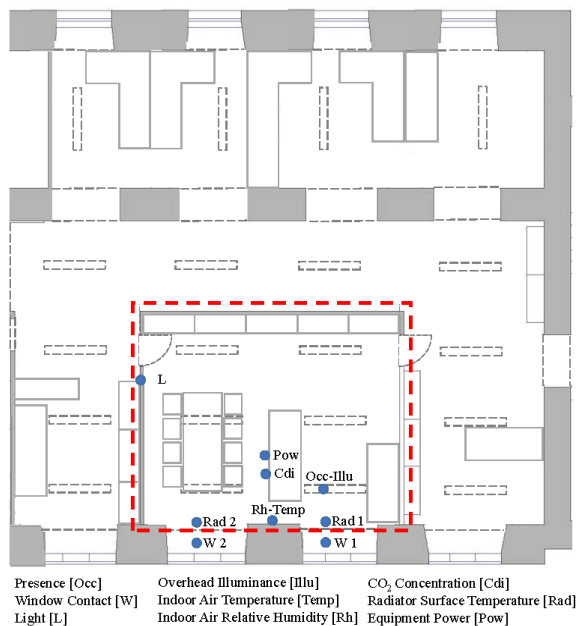 L
Pow
Cdi
Occ-Illu
Rh-Temp
Rad 2
Rad 1
W 2
W 1
Presence [Occ] Overhead Illuminance [Illu] CO2 Concentration [Cdi]
Window Contact [W] Indoor Air Temperature [Temp] Radiator Surface Temperature [Rad]
Light [L] Indoor Air Relative Humidity [Rh] Equipment Power [Pow]